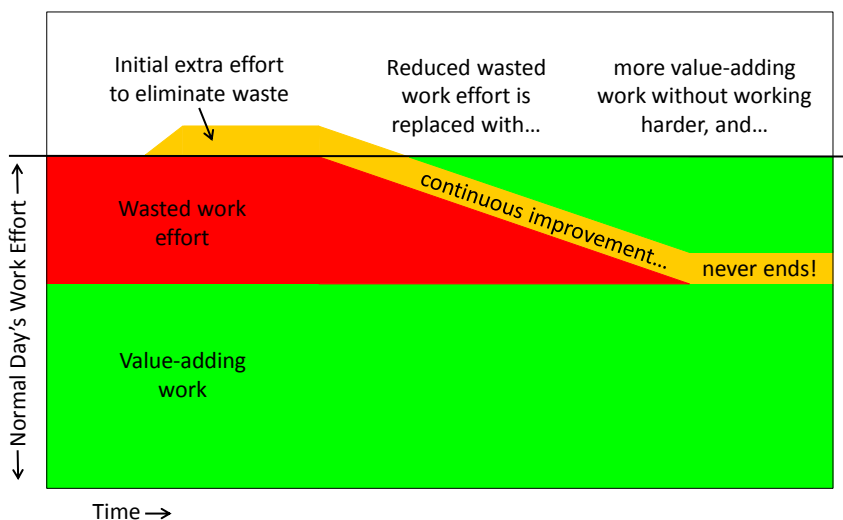 Initial extra effort
to eliminate waste
Reduced wasted
work effort is
replaced with…
more value-adding
work without working
harder, and…
Normal Day's Work Effort
Wasted work
effort
continuous improvement…
never ends!
Value-adding
work
Time